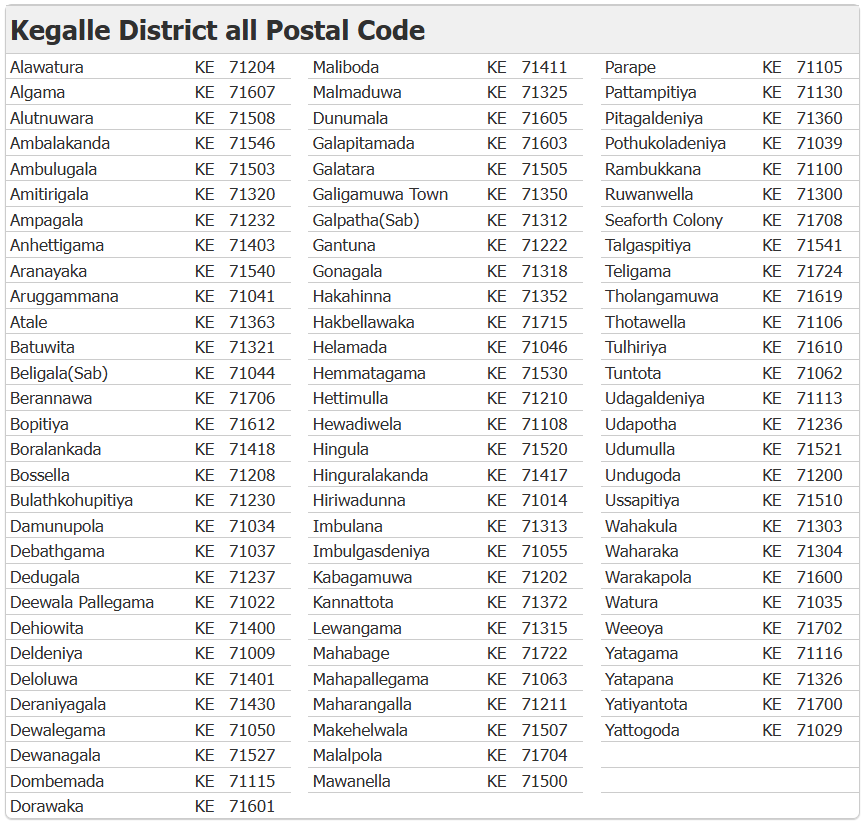 Kegalle District all Postal Code
Alawatura KE 71204 Maliboda KE 71411 Parape KE 71105
Algama KE 71607 Malmaduwa KE 71325 Pattampitiya KE 71130
Alutnuwara KE 71508 Dunumala KE 71605 Pitagaldeniya KE 71360
Ambalakanda KE 71546 Galapitamada KE 71603 Pothukoladeniya KE 71039
Ambulugala KE 71503 Galatara KE 71505 Rambukkana KE 71100
Amitirigala KE 71320 Galigamuwa Town KE 71350 Ruwanwella KE 71300
Ampagala KE 71232 Galpatha(Sab) KE 71312 Seaforth Colony KE 71708
Anhettigama KE 71403 Gantuna KE 71222 Talgaspitiya KE 71541
Aranayaka KE 71540 Gonagala KE 71318 Teligama KE 71724
Aruggammana KE 71041 Hakahinna KE 71352 Tholangamuwa KE 71619
Atale KE 71363 Hakbellawaka KE 71715 Thotawella KE 71106
Batuwita KE 71321 Helamada KE 71046 Tulhiriya KE 71610
Beligala(Sab) KE 71044 Hemmatagama KE 71530 Tuntota KE 71062
Berannawa KE 71706 Hettimulla KE 71210 Udagaldeniya KE 71113
Bopitiya KE 71612 Hewadiwela KE 71108 Udapotha KE 71236
Boralankada KE 71418 Hingula KE 71520 Udumulla KE 71521
Bossella KE 71208 Hinguralakanda KE 71417 Undugoda KE 71200
Bulathkohupitiya KE 71230 Hiriwadunna KE 71014 Ussapitiya KE 71510
Damunupola KE 71034 Imbulana KE 71313 Wahakula KE 71303
Debathgama KE 71037 Imbulgasdeniya KE 71055 Waharaka KE 71304
Dedugala KE 71237 Kabagamuwa KE 71202 Warakapola KE 71600
Deewala Pallegama KE 71022 Kannattota KE 71372 Watura KE 71035
Dehiowita KE 71400 Lewangama KE 71315 Weeoya KE 71702
Deldeniya KE 71009 Mahabage KE 71722 Yatagama KE 71116
Deloluwa KE 71401 Mahapallegama KE 71063 Yatapana KE 71326
Deraniyagala KE 71430 Maharangalla KE 71211 Yatiyantota KE 71700
Dewalegama KE 71050 Makehelwala KE 71507 Yattogoda KE 71029
Dewanagala KE 71527 Malalpola KE 71704
Dombemada KE 71115 Mawanella KE 71500
Dorawaka KE 71601